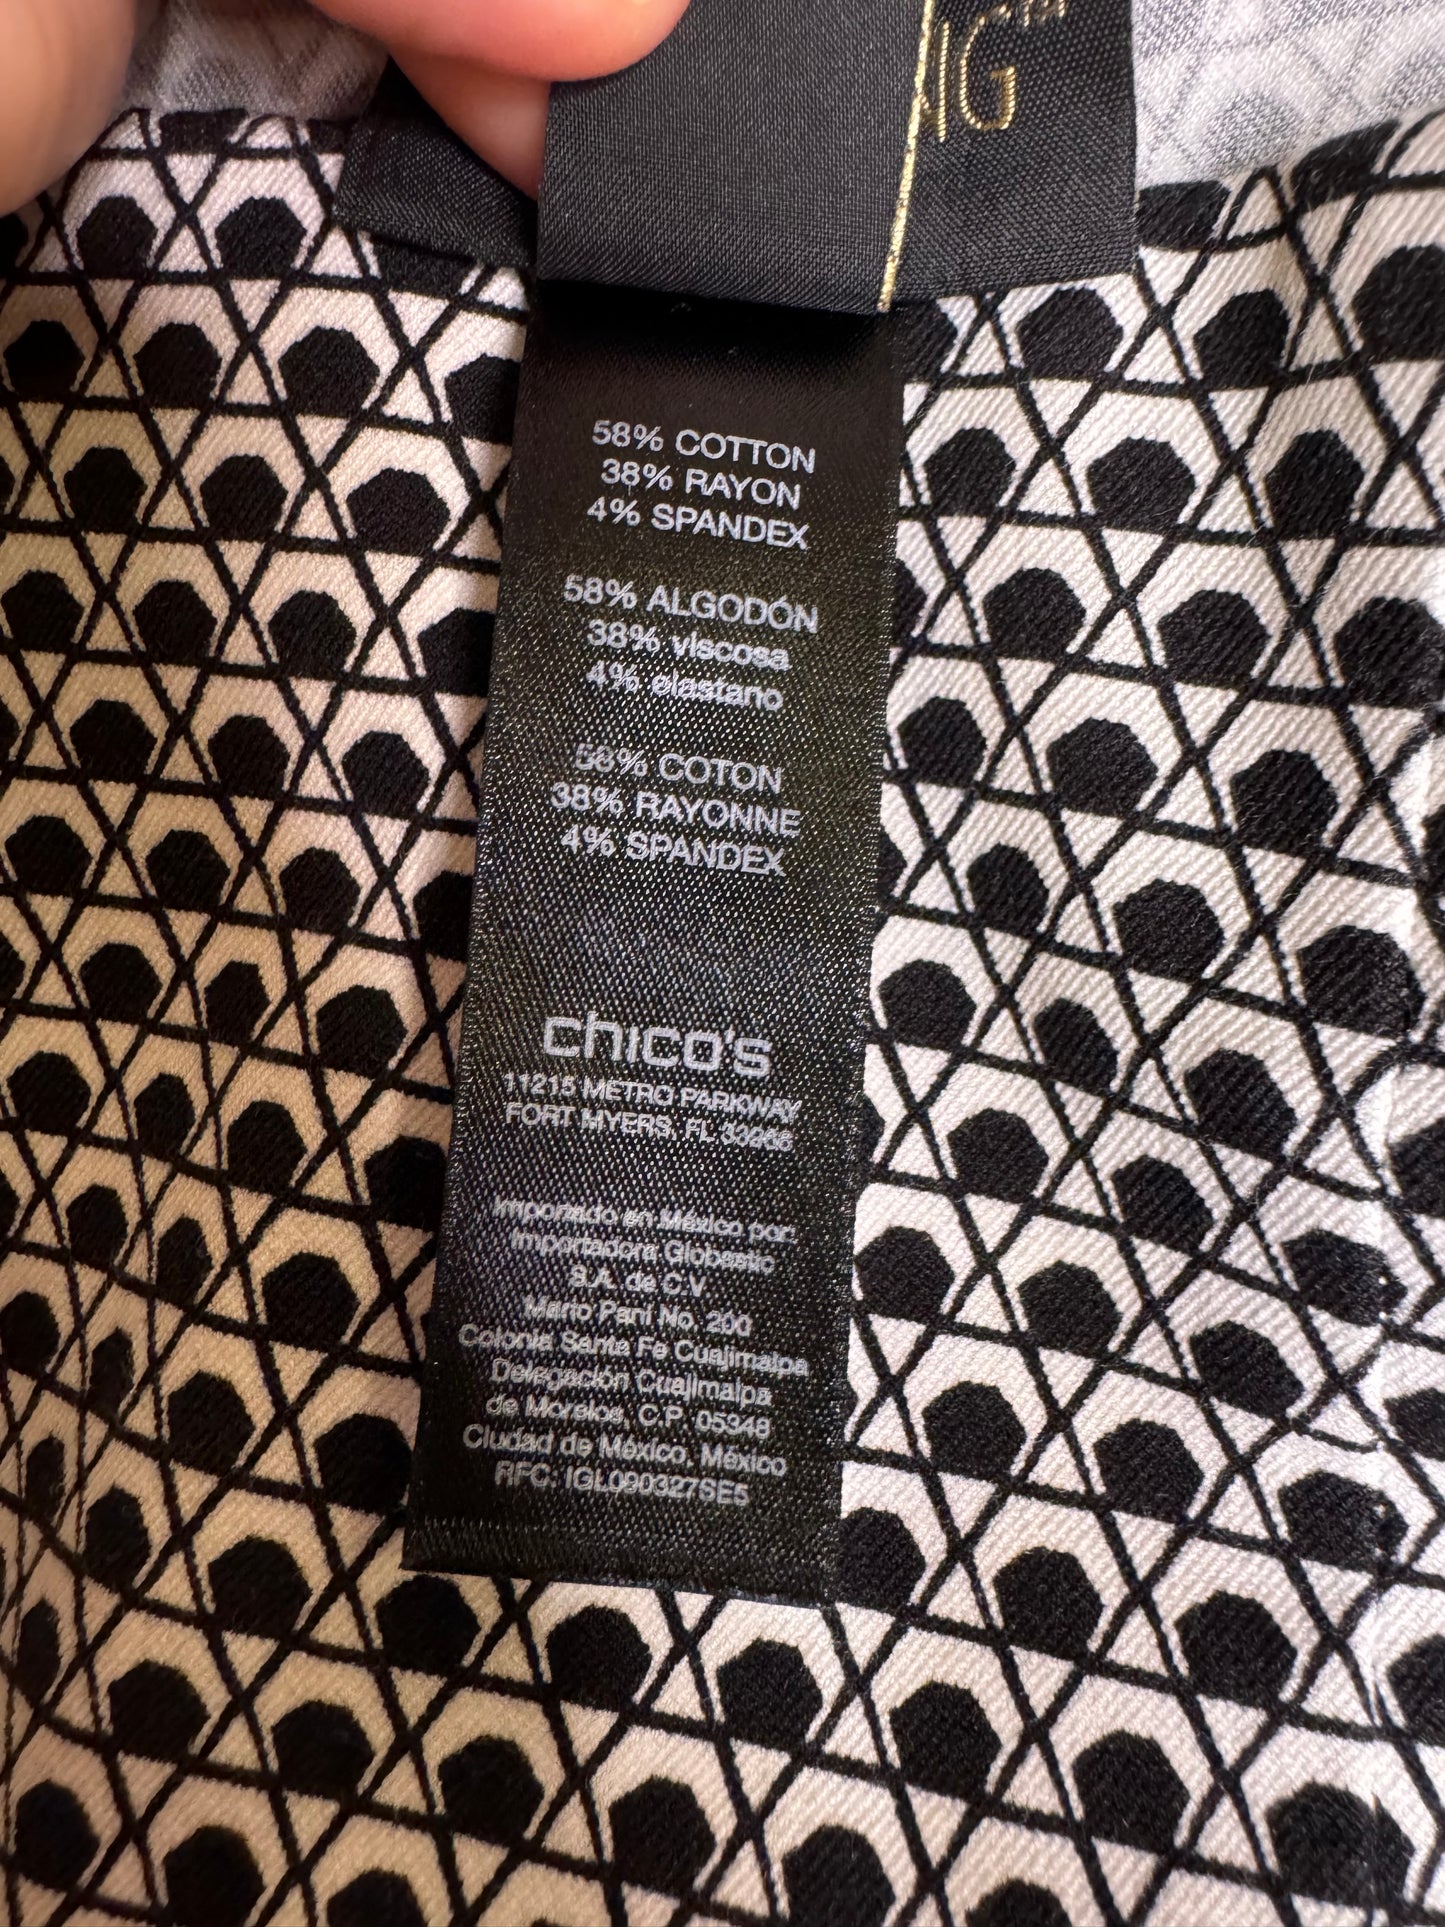 NG™
58% COTTON
38% RAYON
4% SPANDEX
58% ALGODÓN
38% viscosa
4% elastano
58% COTON
38% RAYONNE
4% SPANDEX
chico's
11215 METRO PARKWAY
FORT MYERS, FL 33966
Importado en México por:
Importadora Globastic
S.A. de C.V.
Mario Pani No. 200
Colonia Santa Fe Cuajimalpa
Delegación Cuajimalpa
de Morelos, C.P. 05348
Ciudad de México, México
RFC: IGL090327SE5